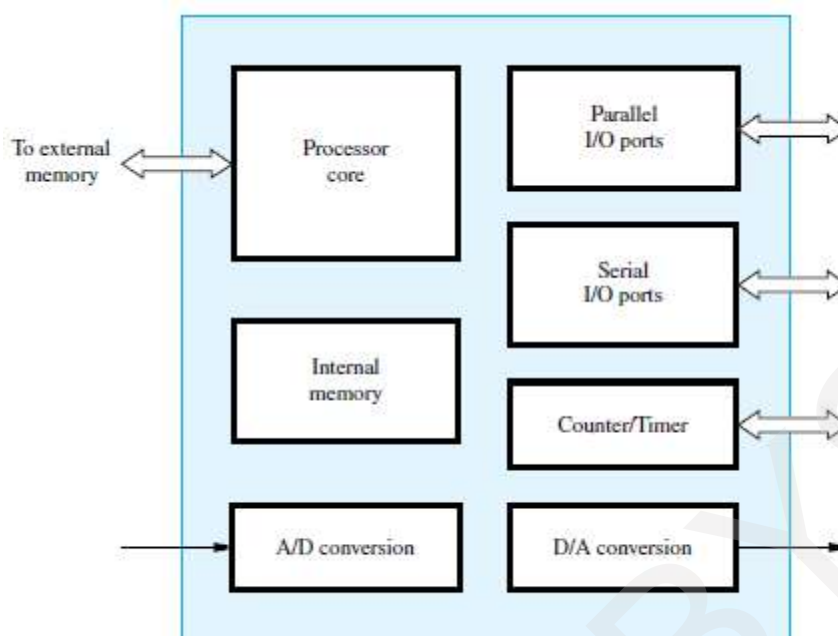 To external
memory
Processor
core
Parallel
I/O ports
Serial
I/O ports
Internal
memory
Counter/Timer
A/D conversion
D/A conversion